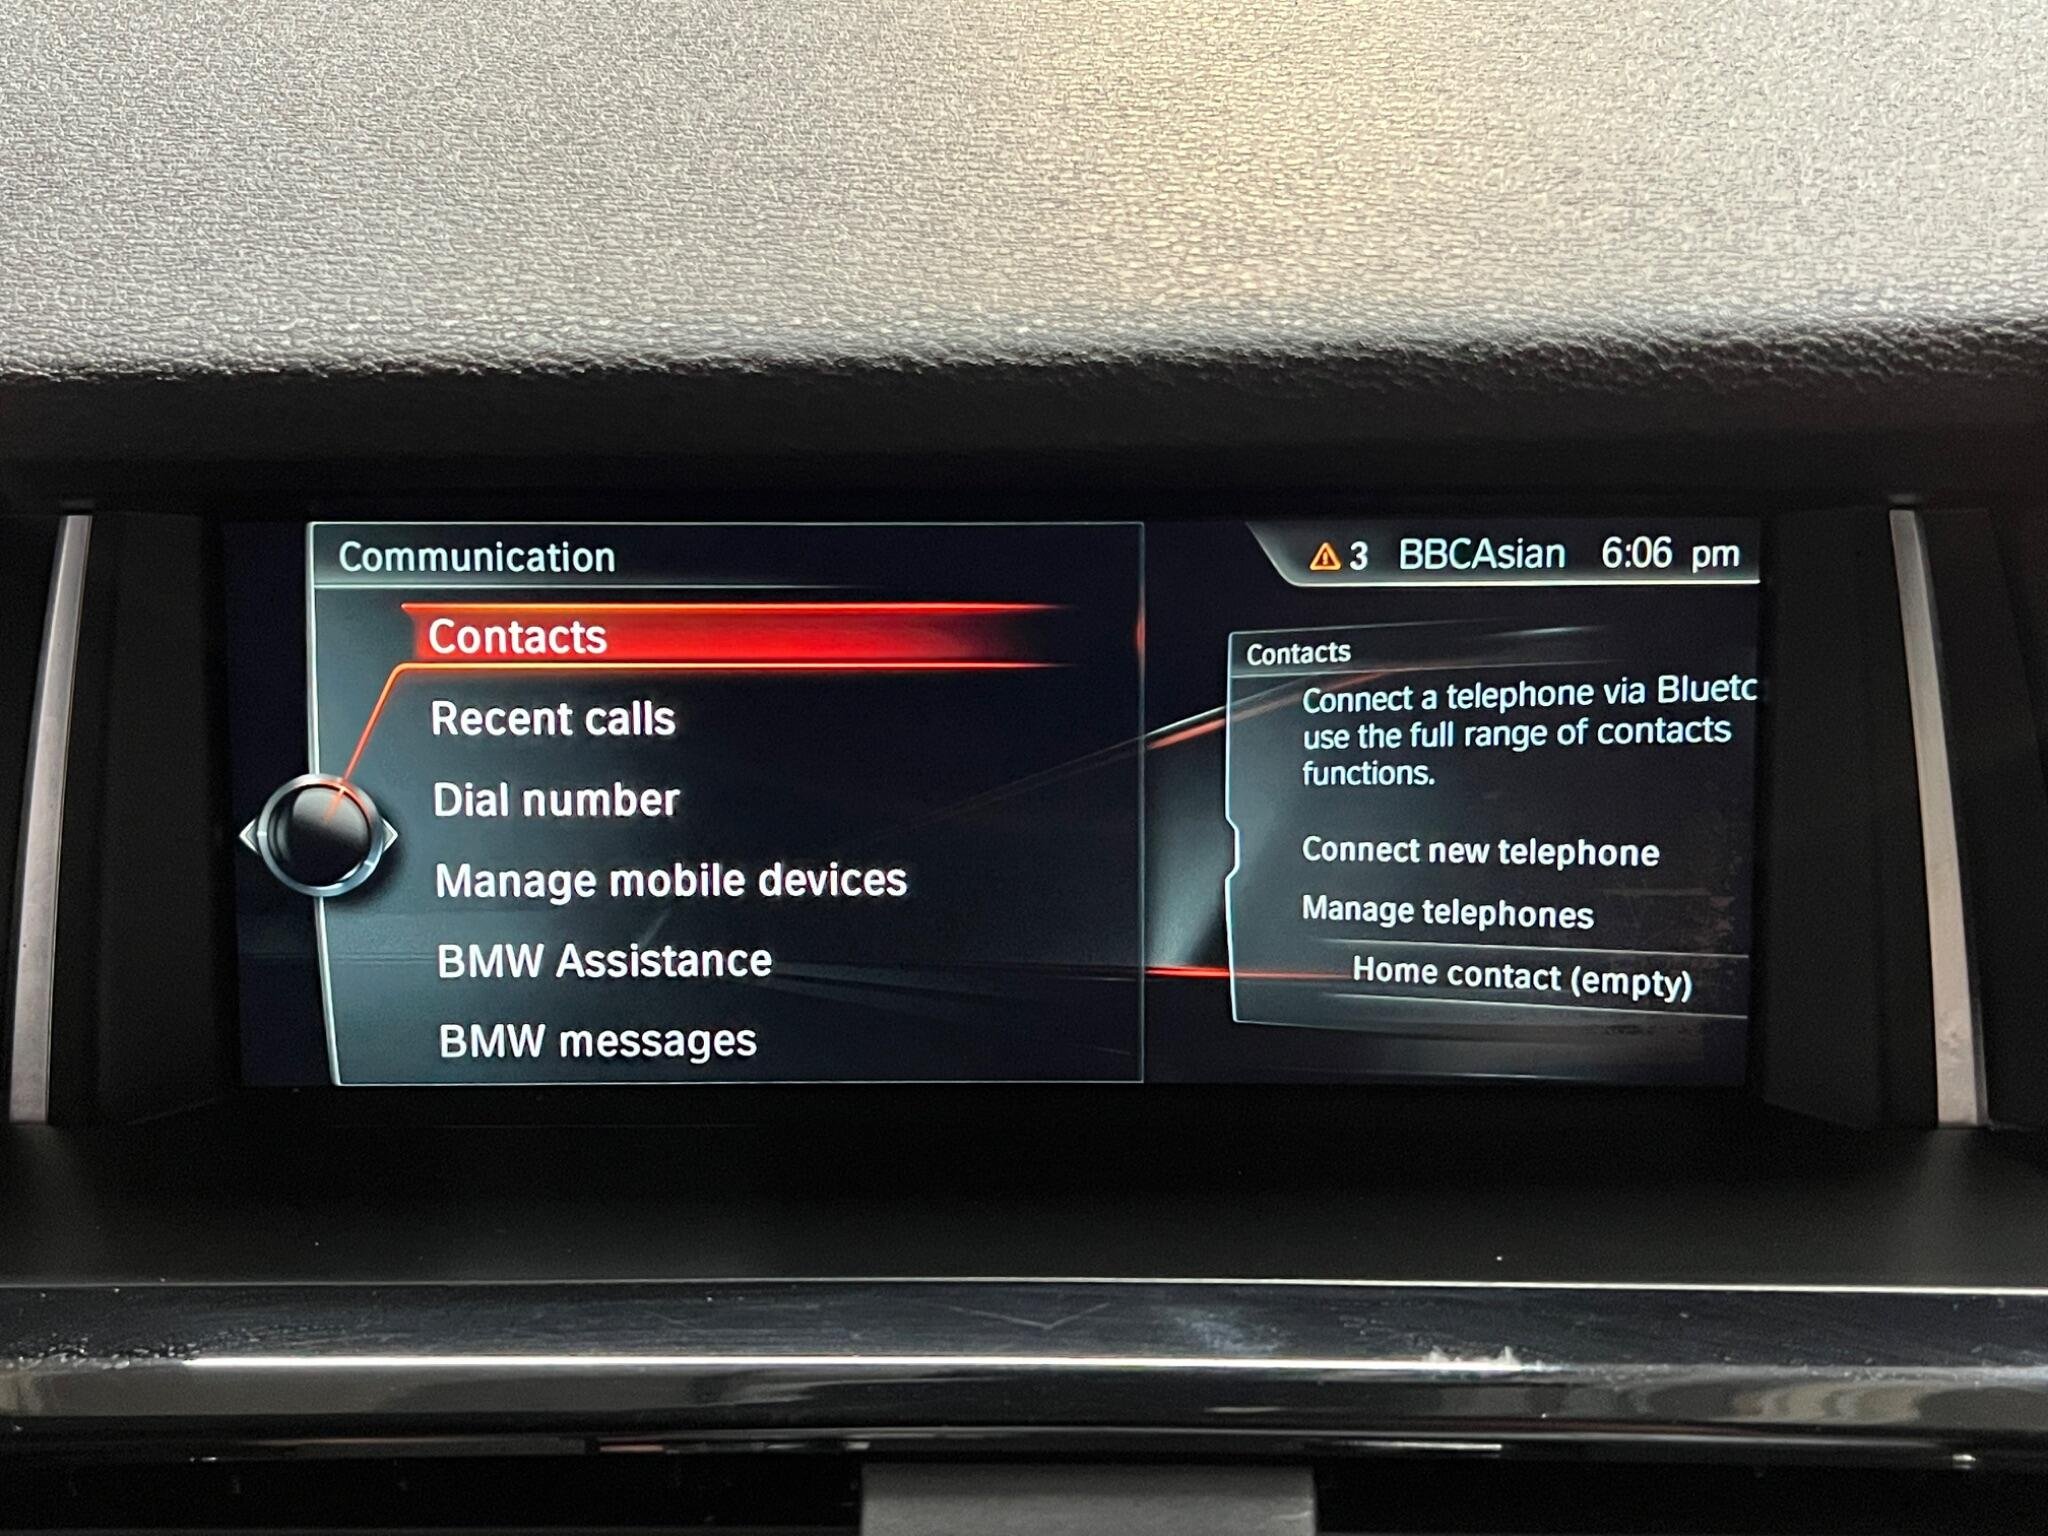 Communication
Contacts
Recent calls
Dial number
Manage mobile devices
BMW Assistance
BMW messages
3 BBCAsian 6:06 pm
Contacts
Connect a telephone via Bluetc
use the full range of contacts
functions.
Connect new telephone
Manage telephones
Home contact (empty)